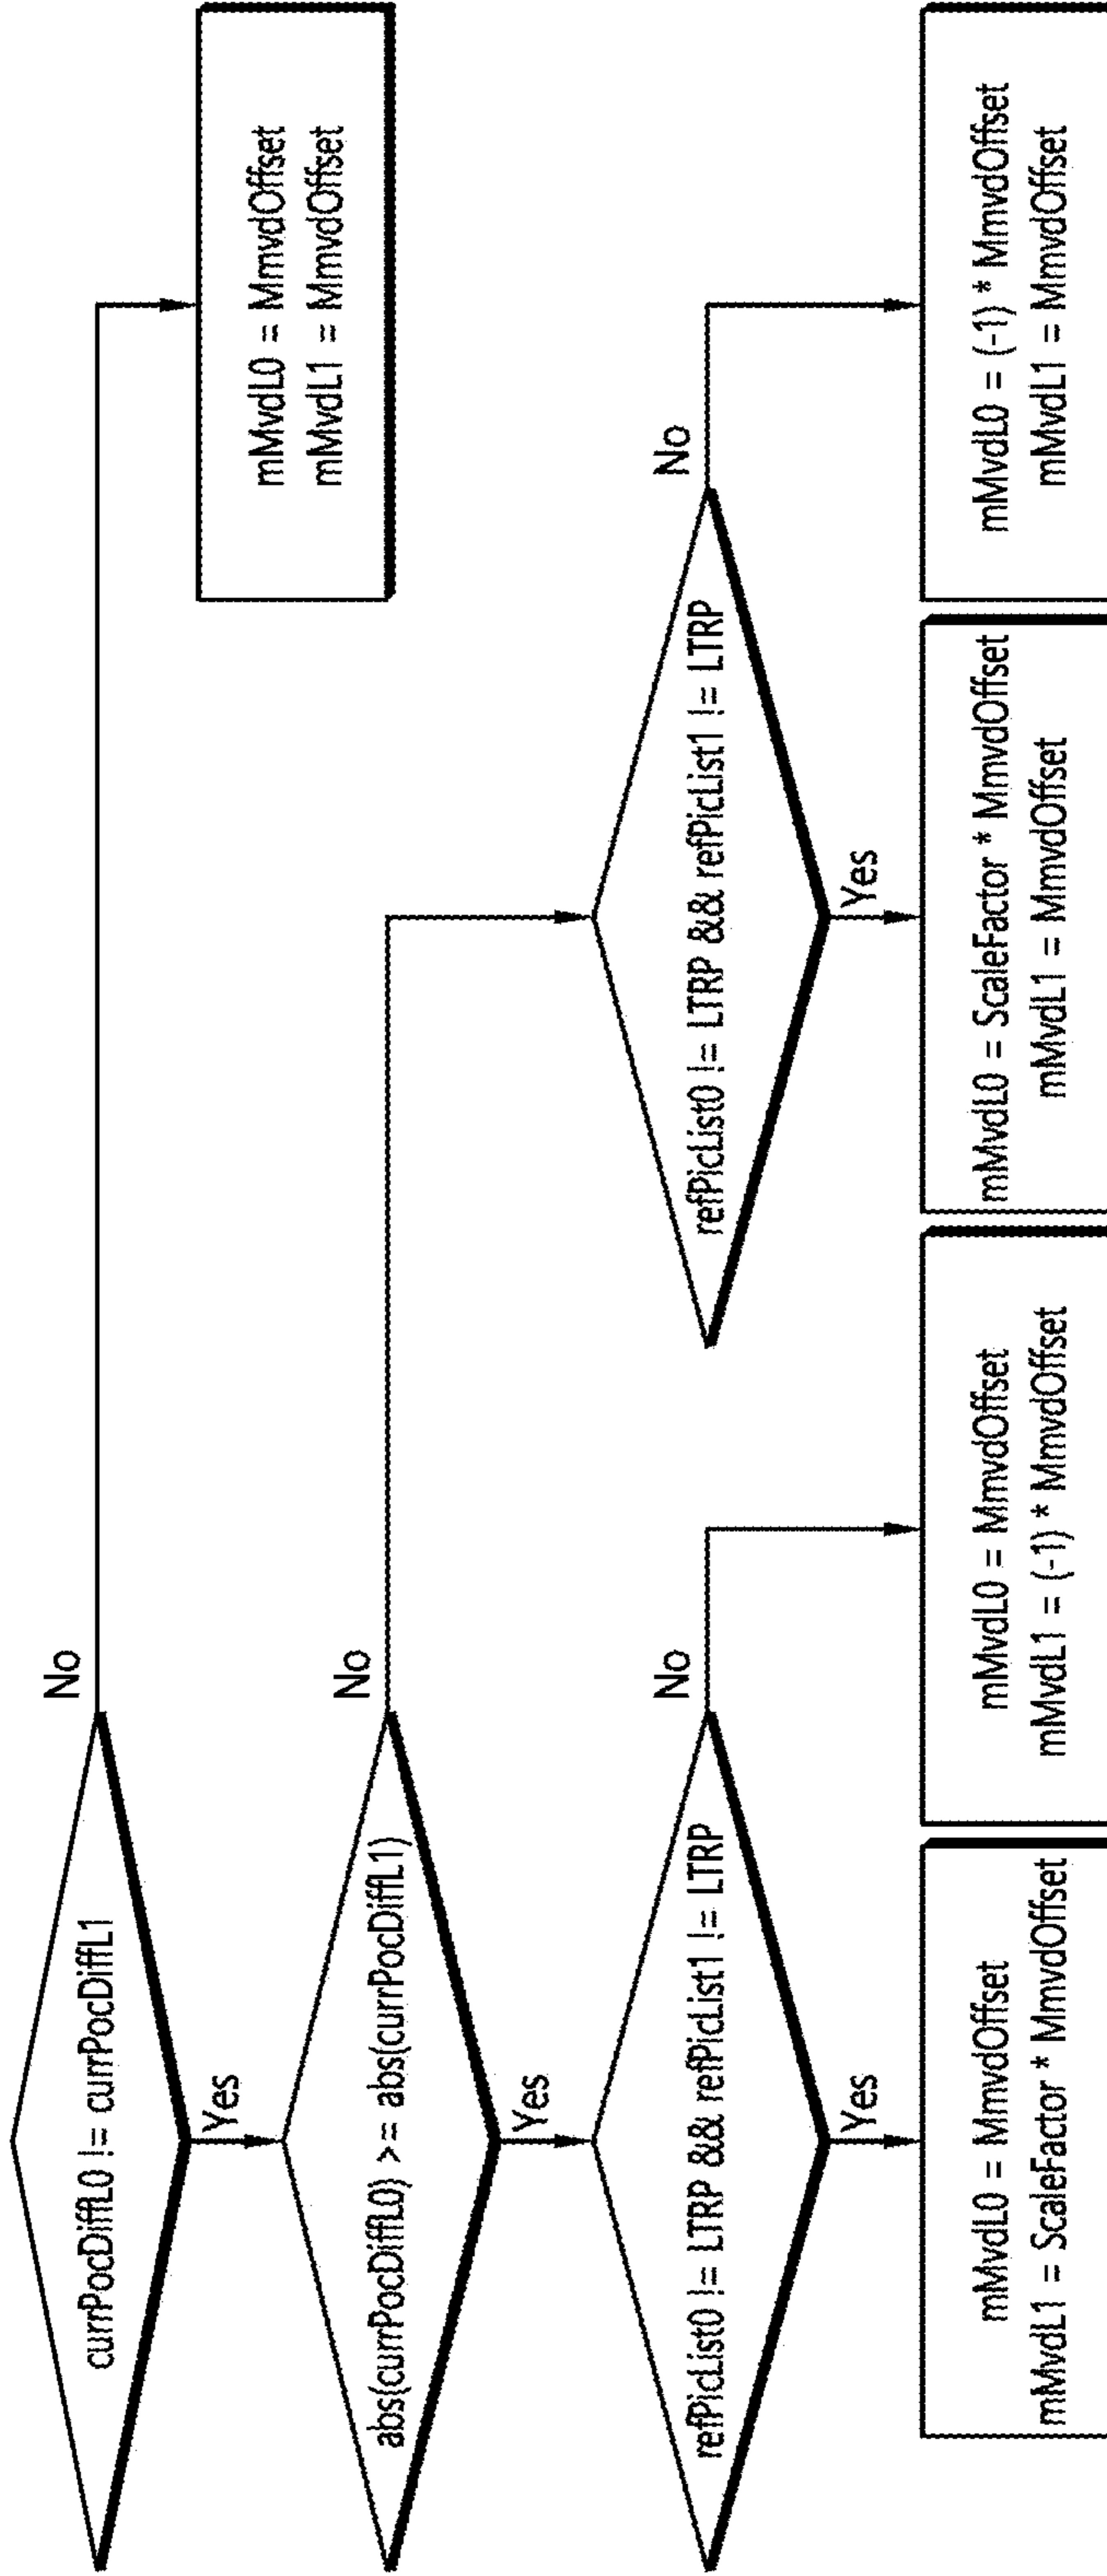 currPocDiffL0 != currPocDiffL1
No
Yes
mMvdL0 = MmvdOffset
mMvdL1 = MmvdOffset
abs(currPocDiffL0) >= abs(currPocDiffL1)
No
Yes
refPicList0 != LTRP && refPicList1 != LTRP
No
Yes
refPicList0 != LTRP && refPicList1 != LTRP
No
Yes
mMvdL0 = MmvdOffset
mMvdL1 = ScaleFactor * MmvdOffset
mMvdL0 = MmvdOffset
mMvdL1 = (-1) * MmvdOffset
mMvdL0 = ScaleFactor * MmvdOffset
mMvdL1 = MmvdOffset
mMvdL0 = (-1) * MmvdOffset
mMvdL1 = MmvdOffset